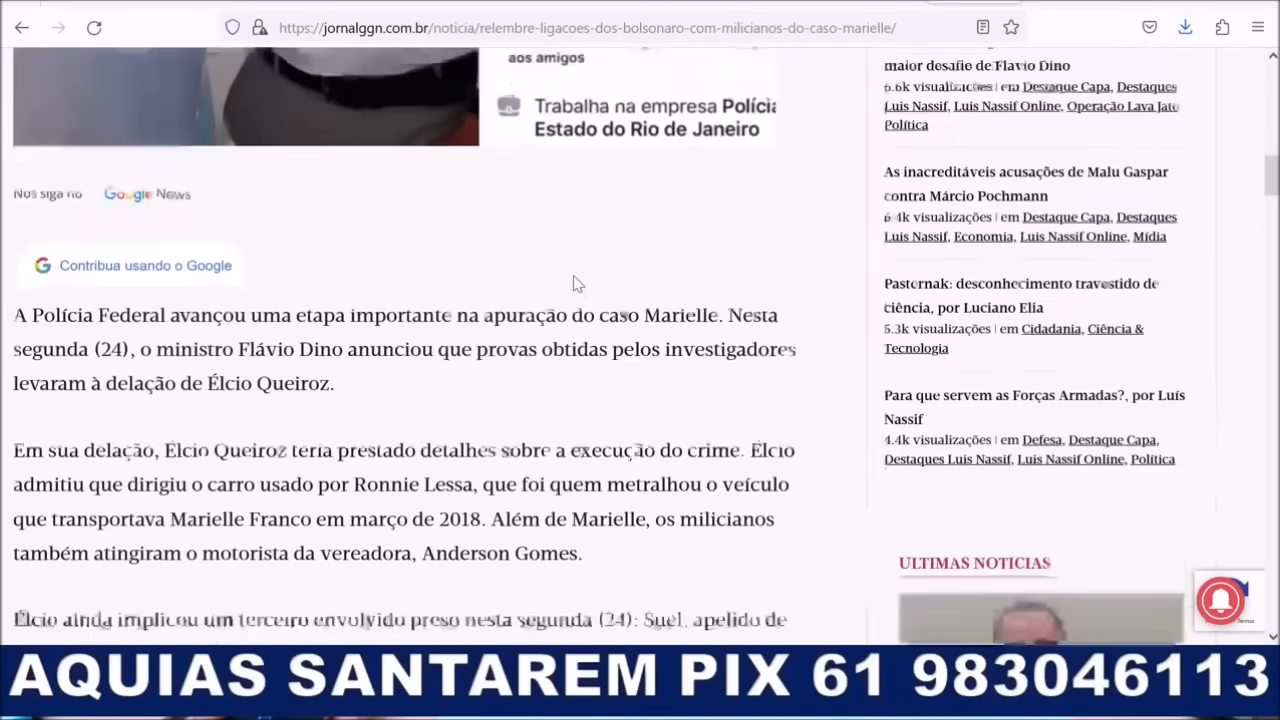 https://jornalggn.com.br/noticia/relembre-ligacoes-dos-bolsonaro-com-milicianos-do-caso-marielle/
aos amigos
Trabalha na empresa Polícia
Estado do Rio de Janeiro
Nos siga no Google News
Contribua usando o Google
A Polícia Federal avançou uma etapa importante na apuração do caso Marielle. Nesta
segunda (24), o ministro Flávio Dino anunciou que provas obtidas pelos investigadores
levaram à delação de Élcio Queiroz.
Em sua delação, Élcio Queiroz teria prestado detalhes sobre a execução do crime. Élcio
admitiu que dirigiu o carro usado por Ronnie Lessa, que foi quem metralhou o veículo
que transportava Marielle Franco em março de 2018. Além de Marielle, os milicianos
também atingiram o motorista da vereadora, Anderson Gomes.
Élcio ainda implicou um terceiro envolvido preso nesta segunda (24): Suel, apelido de
maior desafio de Flavio Dino
6.6k visualizações | em Destaque Capa, Destaques
Luis Nassif, Luis Nassif Online, Operação Lava Jato
Política
As inacreditáveis acusações de Malu Gaspar
contra Márcio Pochmann
6.4k visualizações | em Destaque Capa, Destaques
Luis Nassif, Economia, Luis Nassif Online, Mídia
Pasternak: desconhecimento travestido de
ciência, por Luciano Elia
5.3k visualizações | em Cidadania, Ciência &
Tecnologia
Para que servem as Forças Armadas?, por Luís
Nassif
4.4k visualizações | em Defesa, Destaque Capa,
Destaques Luis Nassif, Luis Nassif Online, Política
ULTIMAS NOTICIAS
Termos
AQUIAS SANTAREM PIX 61 983046113